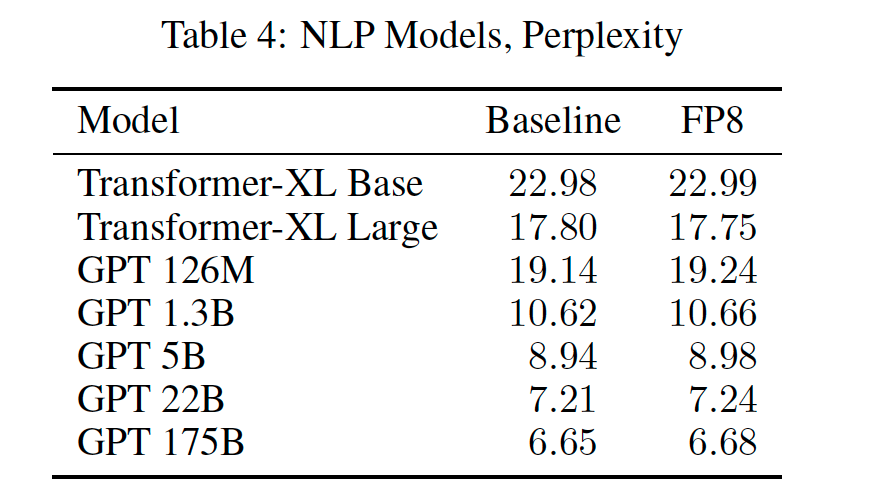 Table 4: NLP Models, Perplexity
Model Baseline FP8
Transformer-XL Base 22.98 22.99
Transformer-XL Large 17.80 17.75
GPT 126M 19.14 19.24
GPT 1.3B 10.62 10.66
GPT 5B 8.94 8.98
GPT 22B 7.21 7.24
GPT 175B 6.65 6.68